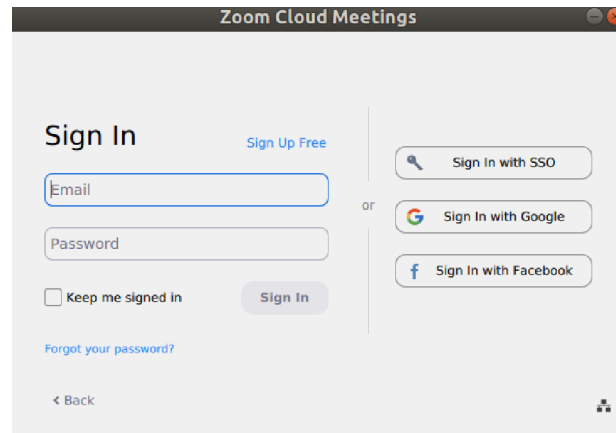 Zoom Cloud Meetings
Sign In
Sign Up Free
Email
Password
Keep me signed in
Sign In
Forgot your password?
< Back
or
Sign In with SSO
Sign In with Google
Sign In with Facebook